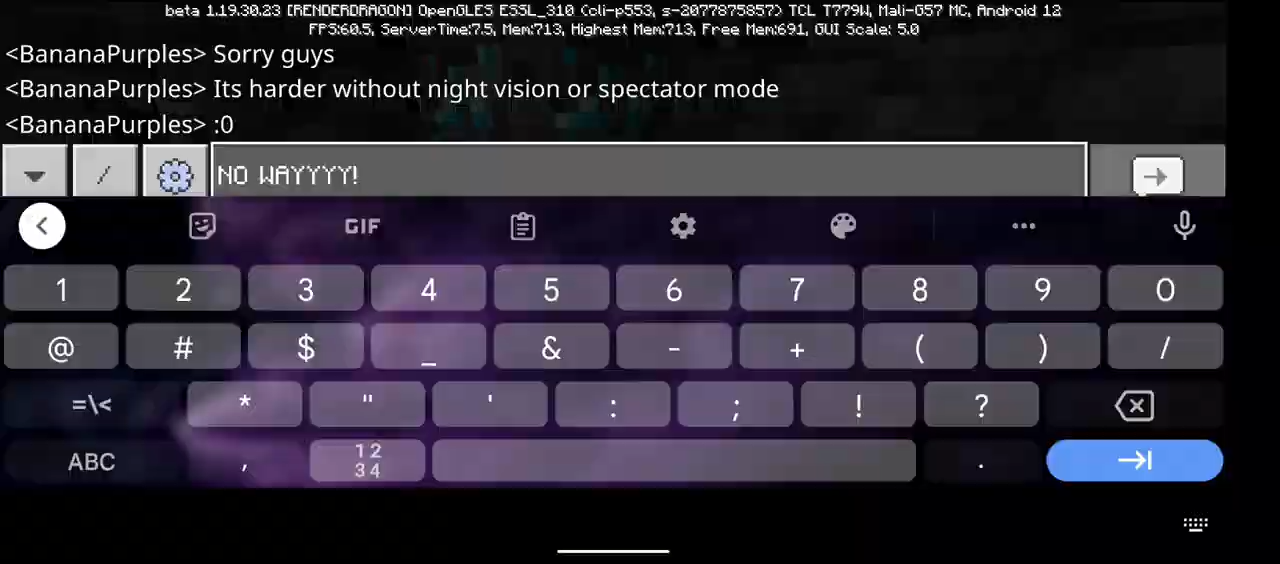 beta 1.19.30.23 [RENDERDRAGON] OpenGLES ESSL_310 (cli-p553, s-2077875857) TCL T779W, Mali-G57 MC, Android 12
FPS:60.5, ServerTime:7.5, Mem:713, Highest Mem:713, Free Mem:691, GUI Scale: 5.0
<BananaPurples> Sorry guys
<BananaPurples> Its harder without night vision or spectator mode
<BananaPurples> :0
/ NO WAYYYY!
GIF
1 2 3 4 5 6 7 8 9 0
@ # $ _ & - + ( ) /
=\< * " ' : ; ! ?
ABC , 12 34 .